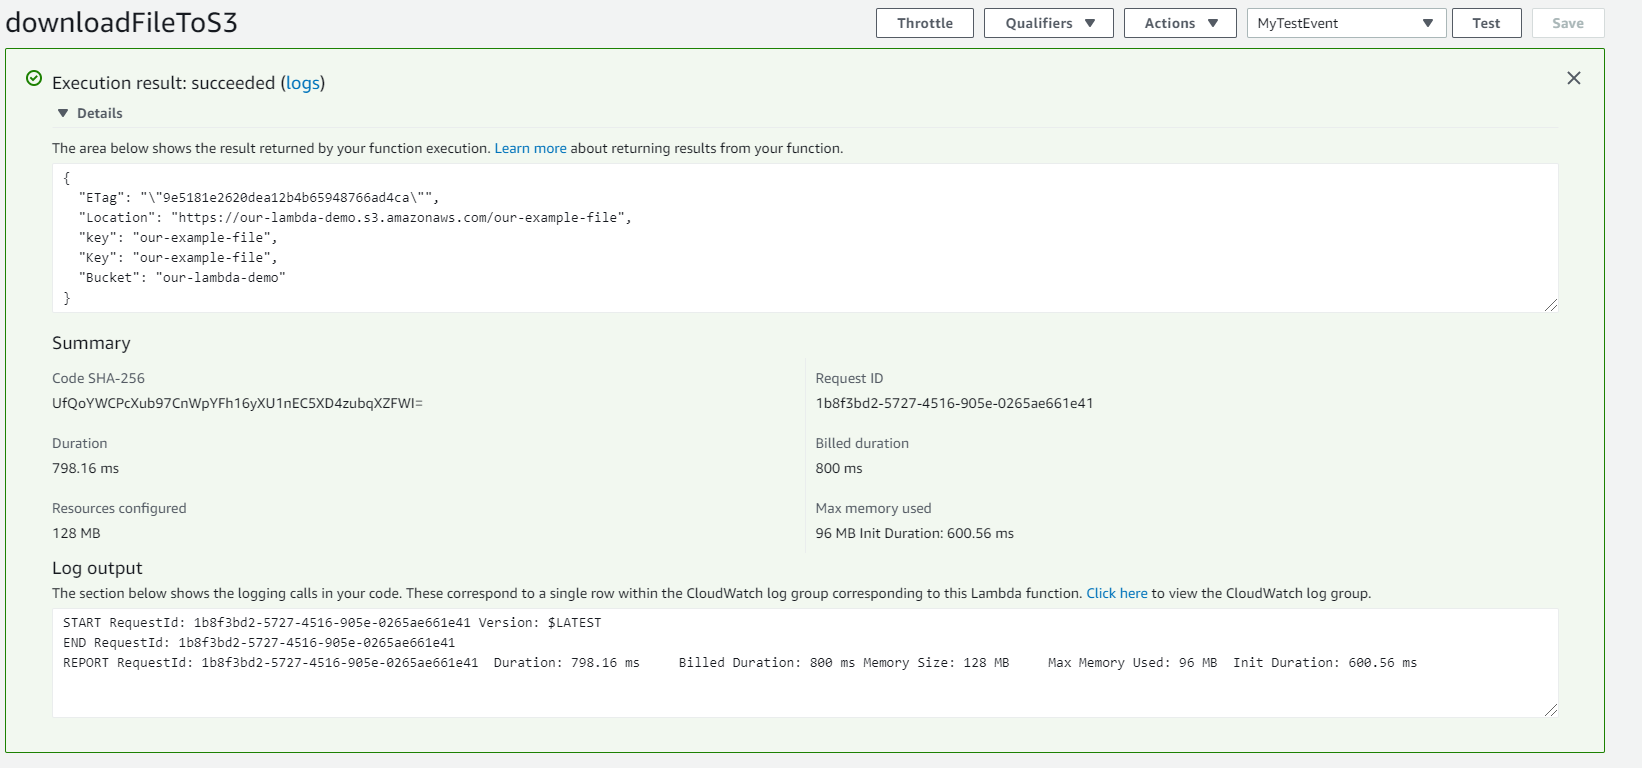 downloadFileToS3
Throttle Qualifiers Actions MyTestEvent Test Save
Execution result: succeeded (logs)
Details
The area below shows the result returned by your function execution. Learn more about returning results from your function.
{
"ETag": "\"9e5181e2620dea12b4b65948766ad4ca\"",
"Location": "https://our-lambda-demo.s3.amazonaws.com/our-example-file",
"key": "our-example-file",
"Key": "our-example-file",
"Bucket": "our-lambda-demo"
}
Summary
Code SHA-256
UfQoYWCPcXub97CnWpYFh16yXU1nEC5XD4zubqXZFWI=
Request ID
1b8f3bd2-5727-4516-905e-0265ae661e41
Duration
798.16 ms
Billed duration
800 ms
Resources configured
128 MB
Max memory used
96 MB Init Duration: 600.56 ms
Log output
The section below shows the logging calls in your code. These correspond to a single row within the CloudWatch log group corresponding to this Lambda function. Click here to view the CloudWatch log group.
START RequestId: 1b8f3bd2-5727-4516-905e-0265ae661e41 Version: $LATEST
END RequestId: 1b8f3bd2-5727-4516-905e-0265ae661e41
REPORT RequestId: 1b8f3bd2-5727-4516-905e-0265ae661e41 Duration: 798.16 ms Billed Duration: 800 ms Memory Size: 128 MB Max Memory Used: 96 MB Init Duration: 600.56 ms